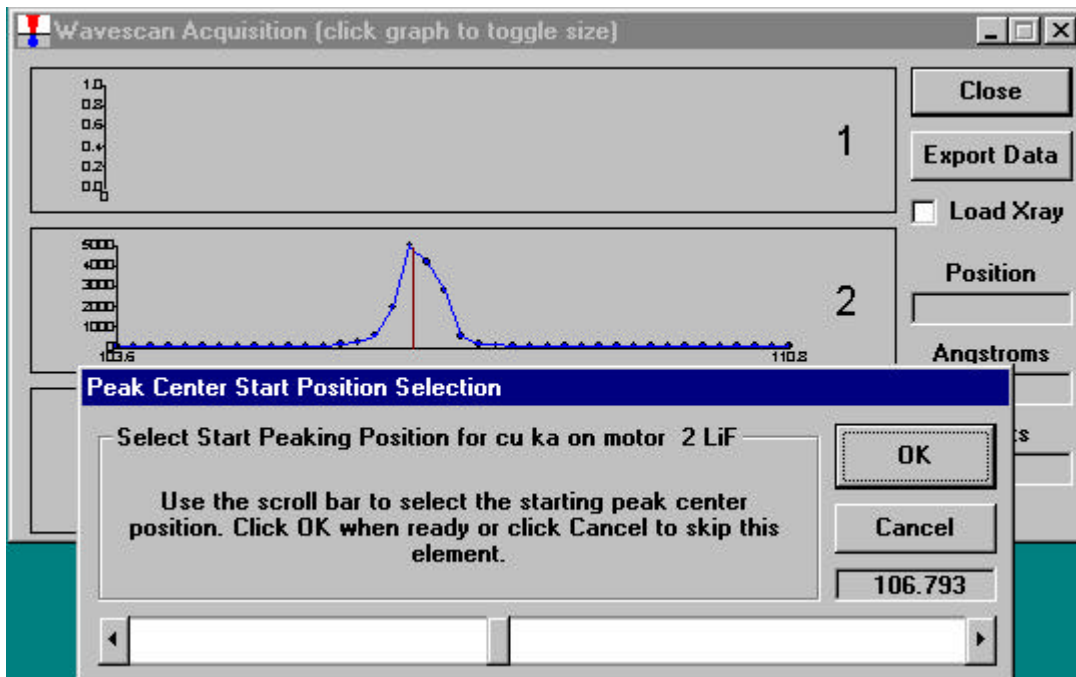 Wavescan Acquisition (click graph to toggle size)
1.0
0.8
0.6
0.4
0.2
0.0
0
1
Close
Export Data
Load Xray
5000
4000
3000
2000
1000
0
103.6
110.8
2
Position
Angstroms
Peak Center Start Position Selection
Select Start Peaking Position for cu ka on motor 2 LiF
Use the scroll bar to select the starting peak center
position. Click OK when ready or click Cancel to skip this
element.
OK
Cancel
106.793